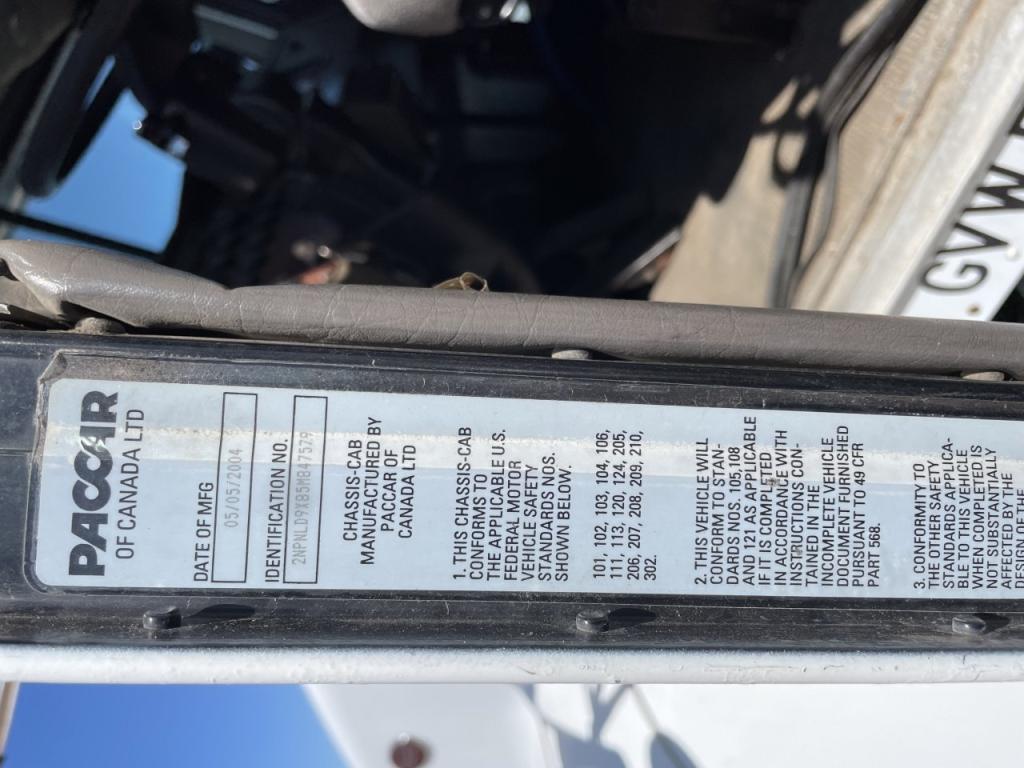 PACCAR
OF CANADA LTD
DATE OF MFG
05/05/2004
IDENTIFICATION NO.
2NPNLD9X85M847579
CHASSIS-CAB
MANUFACTURED BY
PACCAR OF
CANADA LTD
1. THIS CHASSIS-CAB
CONFORMS TO
THE APPLICABLE U.S.
FEDERAL MOTOR
VEHICLE SAFETY
STANDARDS NOS.
SHOWN BELOW.
101, 102, 103, 104, 106,
111, 113, 120, 124, 205,
206, 207, 208, 209, 210,
302.
2. THIS VEHICLE WILL
CONFORM TO STAN-
DARDS NOS. 105,108
AND 121 AS APPLICABLE
IF IT IS COMPLETED
IN ACCORDANCE WITH
INSTRUCTIONS CON-
TAINED IN THE
INCOMPLETE VEHICLE
DOCUMENT FURNISHED
PURSUANT TO 49 CFR
PART 568.
3. CONFORMITY TO
THE OTHER SAFETY
STANDARDS APPLICA-
BLE TO THIS VEHICLE
WHEN COMPLETED IS
NOT SUBSTANTIALLY
AFFECTED BY THE
DESIGN OF THE
GVW